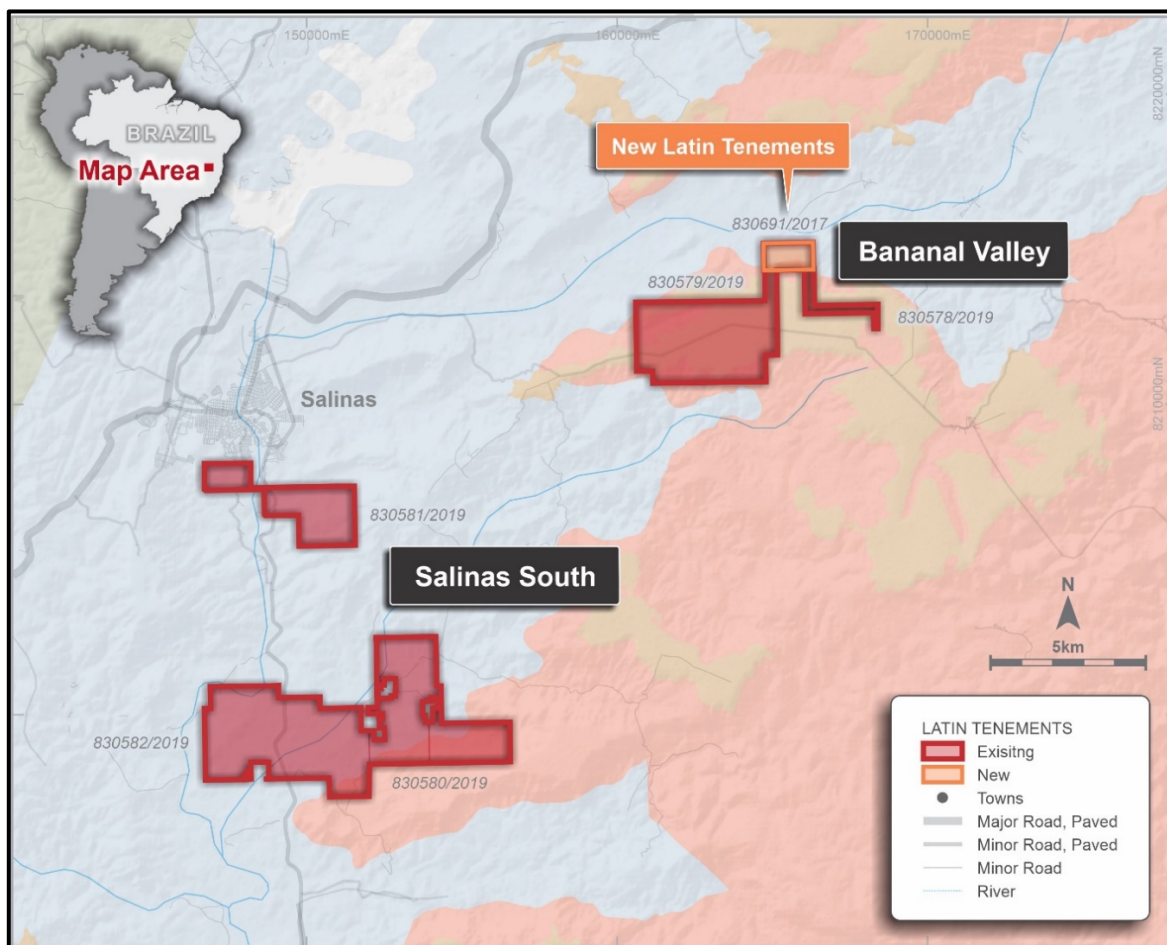 150000mE
160000mE
170000mE
8220000mN
BRAZIL
Map Area
New Latin Tenements
830691/2017
Bananal Valley
830579/2019
830578/2019
8210000mN
Salinas
830581/2019
Salinas South
N
5km
830582/2019
830580/2019
LATIN TENEMENTS
Exisitng
New
Towns
Major Road, Paved
Minor Road, Paved
Minor Road
River